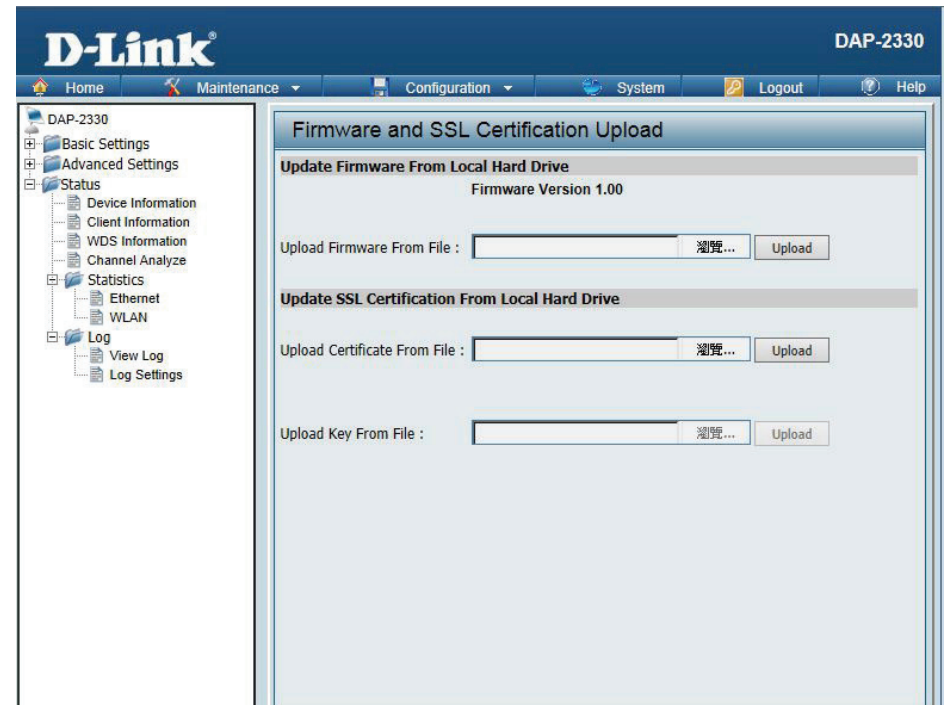 D-Link®
DAP-2330
Home Maintenance Configuration System Logout Help
DAP-2330
Basic Settings
Advanced Settings
Status
Device Information
Client Information
WDS Information
Channel Analyze
Statistics
Ethernet
WLAN
Log
View Log
Log Settings
Firmware and SSL Certification Upload
Update Firmware From Local Hard Drive
Firmware Version 1.00
Upload Firmware From File : 瀏覽... Upload
Update SSL Certification From Local Hard Drive
Upload Certificate From File : 瀏覽... Upload
Upload Key From File : 瀏覽... Upload